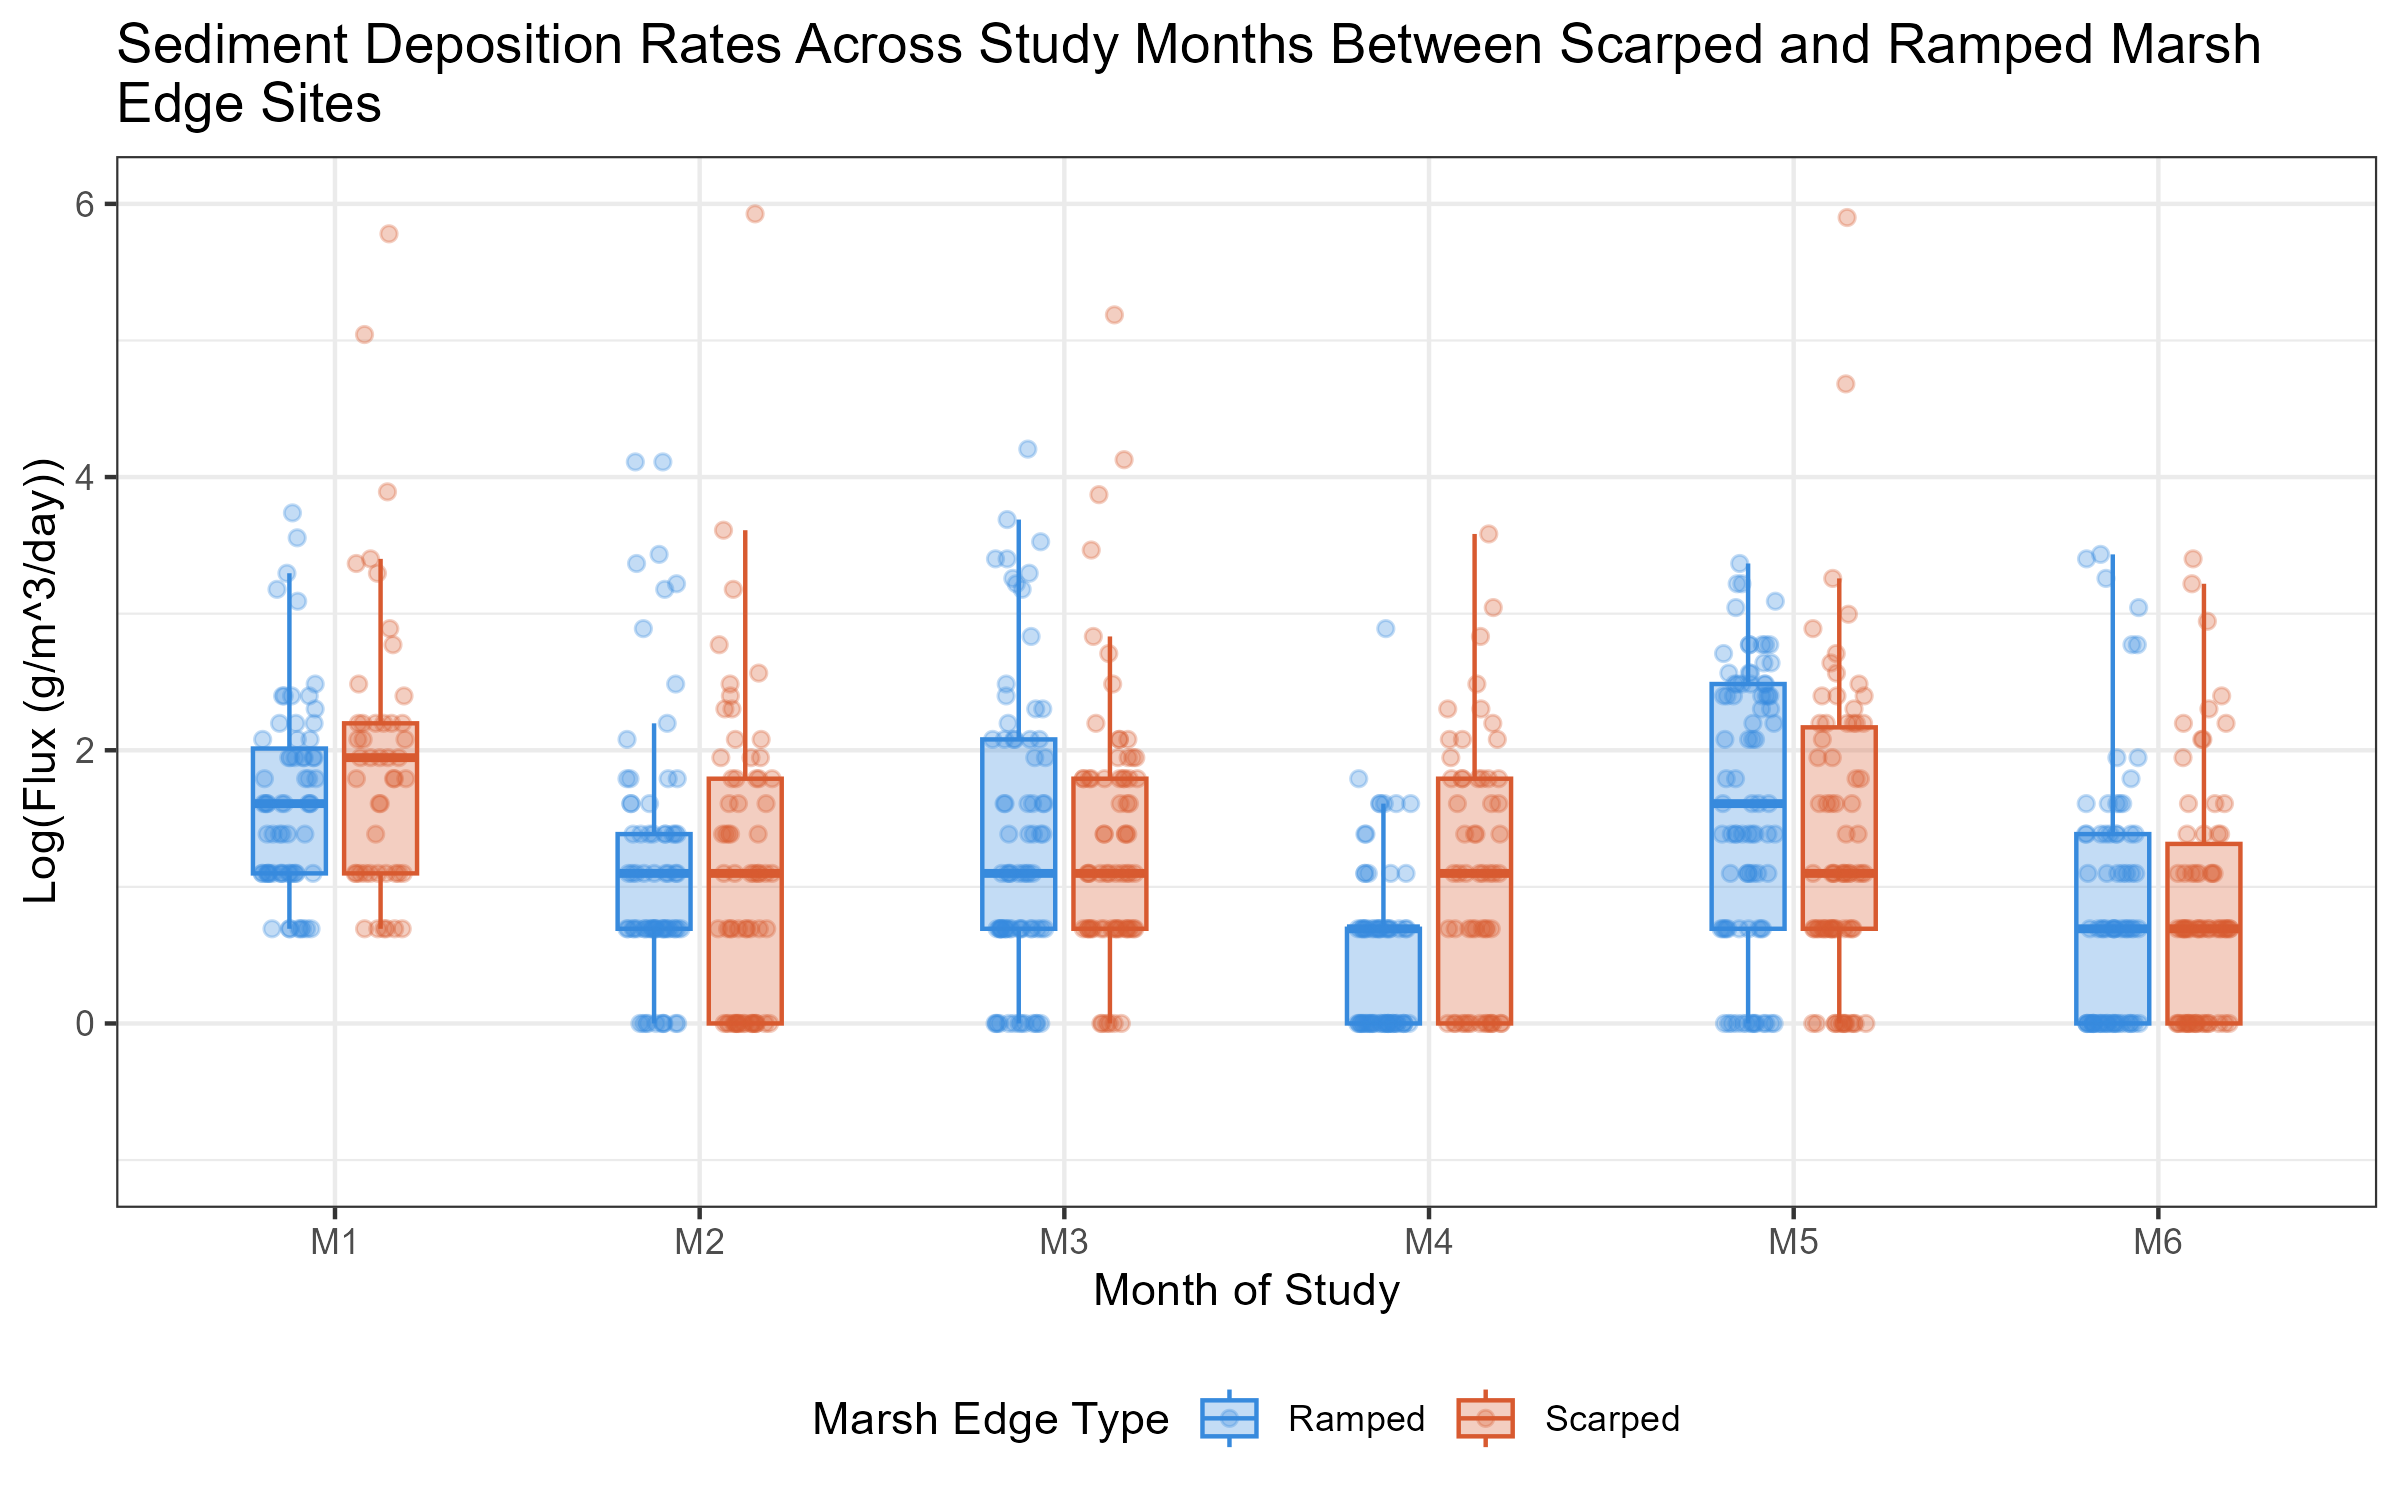 Sediment Deposition Rates Across Study Months Between Scarped and Ramped Marsh
Edge Sites
Log(Flux (g/m^3/day))
6
4
2
0
M1 M2 M3 M4 M5 M6
Month of Study
Marsh Edge Type Ramped Scarped